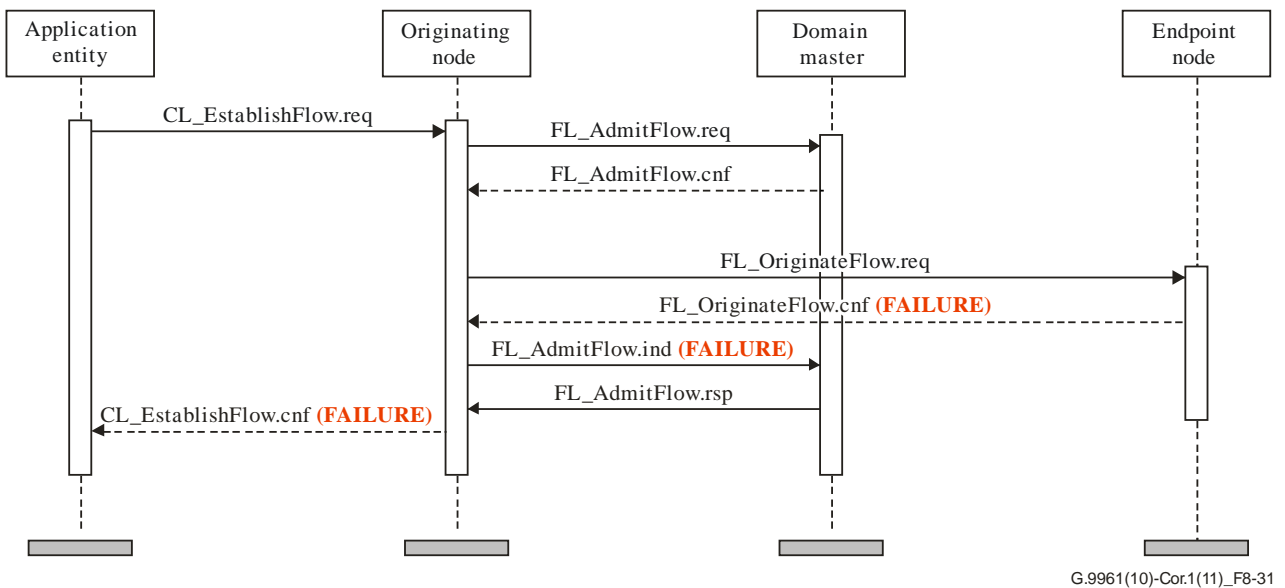 Application
entity
Originating
node
Domain
master
Endpoint
node
CL_EstablishFlow.req
FL_AdmitFlow.req
FL_AdmitFlow.cnf
FL_OriginateFlow.req
FL_OriginateFlow.cnf (FAILURE)
FL_AdmitFlow.ind (FAILURE)
FL_AdmitFlow.rsp
CL_EstablishFlow.cnf (FAILURE)
G.9961(10)-Cor.1(11)_F8-31